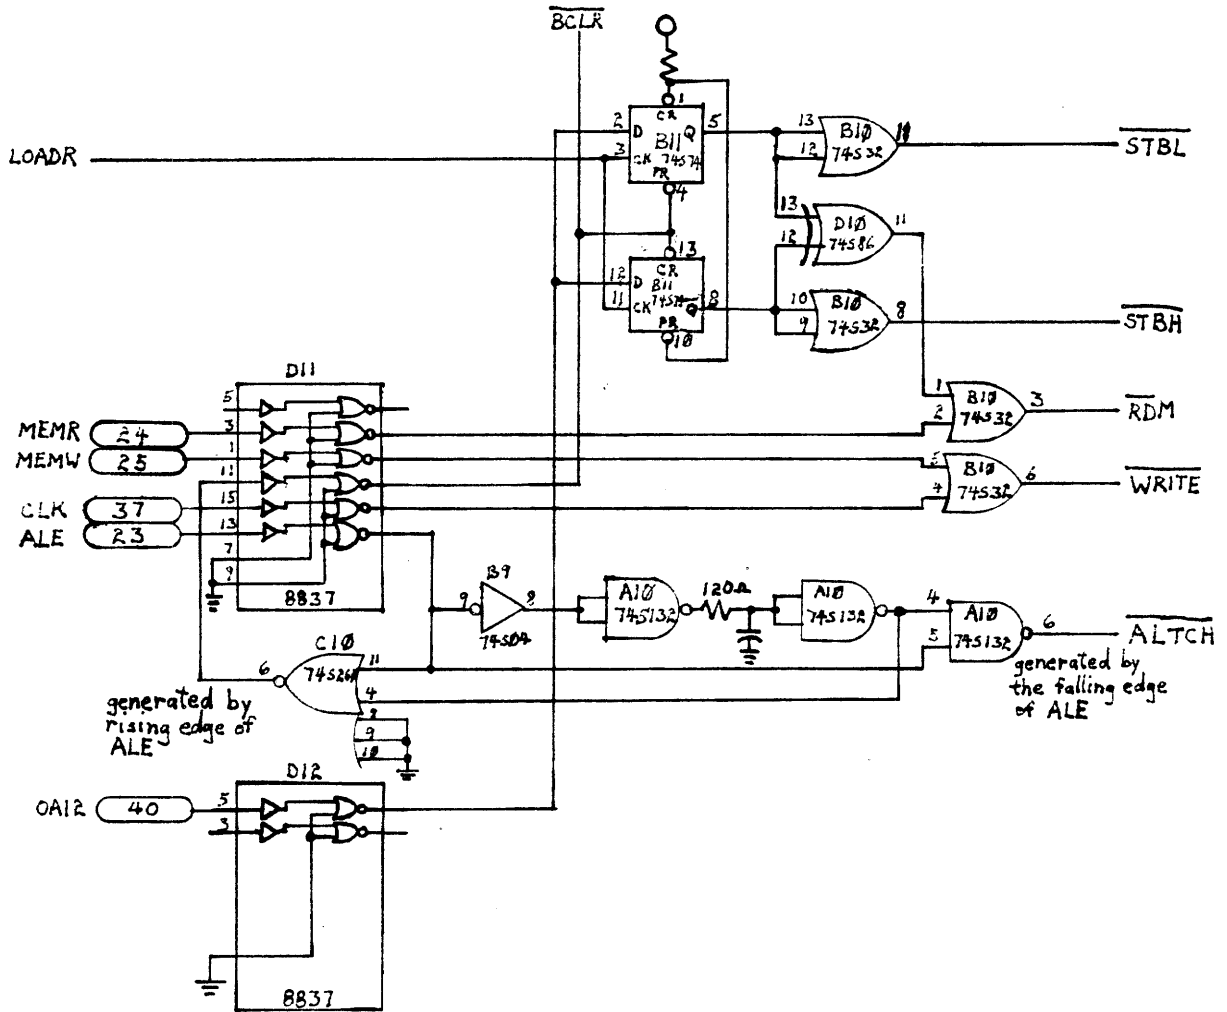 BCLR
1
CR
2 D B11 Q 5
LOADR
3 CK 74S74
PR
4
13 B10 11
12 74S32
STBL
13 D10 11
12 74S86
13
CR
12 D B11
11 CK Q 8
PR
10
10 B10 8
9 74S32
STBH
D11
5
MEMR 24 3
MEMW 25 1
11
CLK 37 15
ALE 23 13
7
9
8837
1 B10 3
2 74S32
RDM
5 B10 6
4 74S32
WRITE
B9
9 8
74S04
A10
74S132
120Ω
A10
74S132
4 A10 6
5 74S132
ALTCH
generated by
the falling edge
of ALE
C10
6 11
4
2
9
10
generated by
rising edge of
ALE
D12
OA12 40 5
3
8837